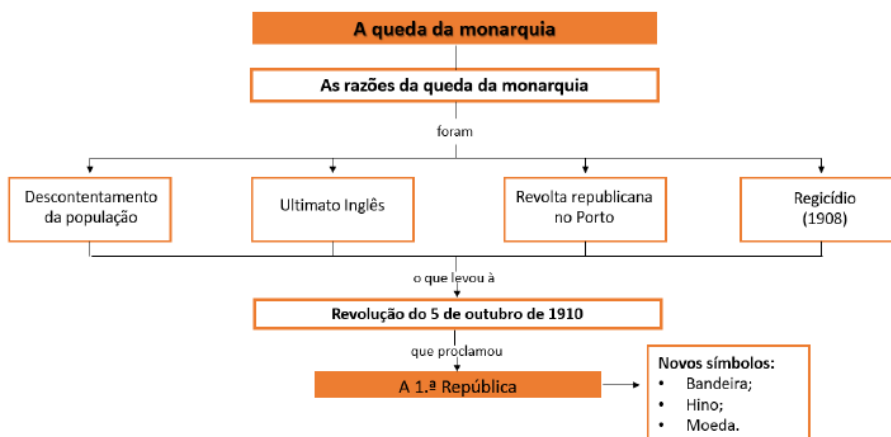 A queda da monarquia
As razões da queda da monarquia
foram
Descontentamento
da população
Ultimato Inglês
Revolta republicana
no Porto
Regicídio
(1908)
o que levou à
Revolução do 5 de outubro de 1910
que proclamou
A 1.ª República
Novos símbolos:
• Bandeira;
• Hino;
• Moeda.